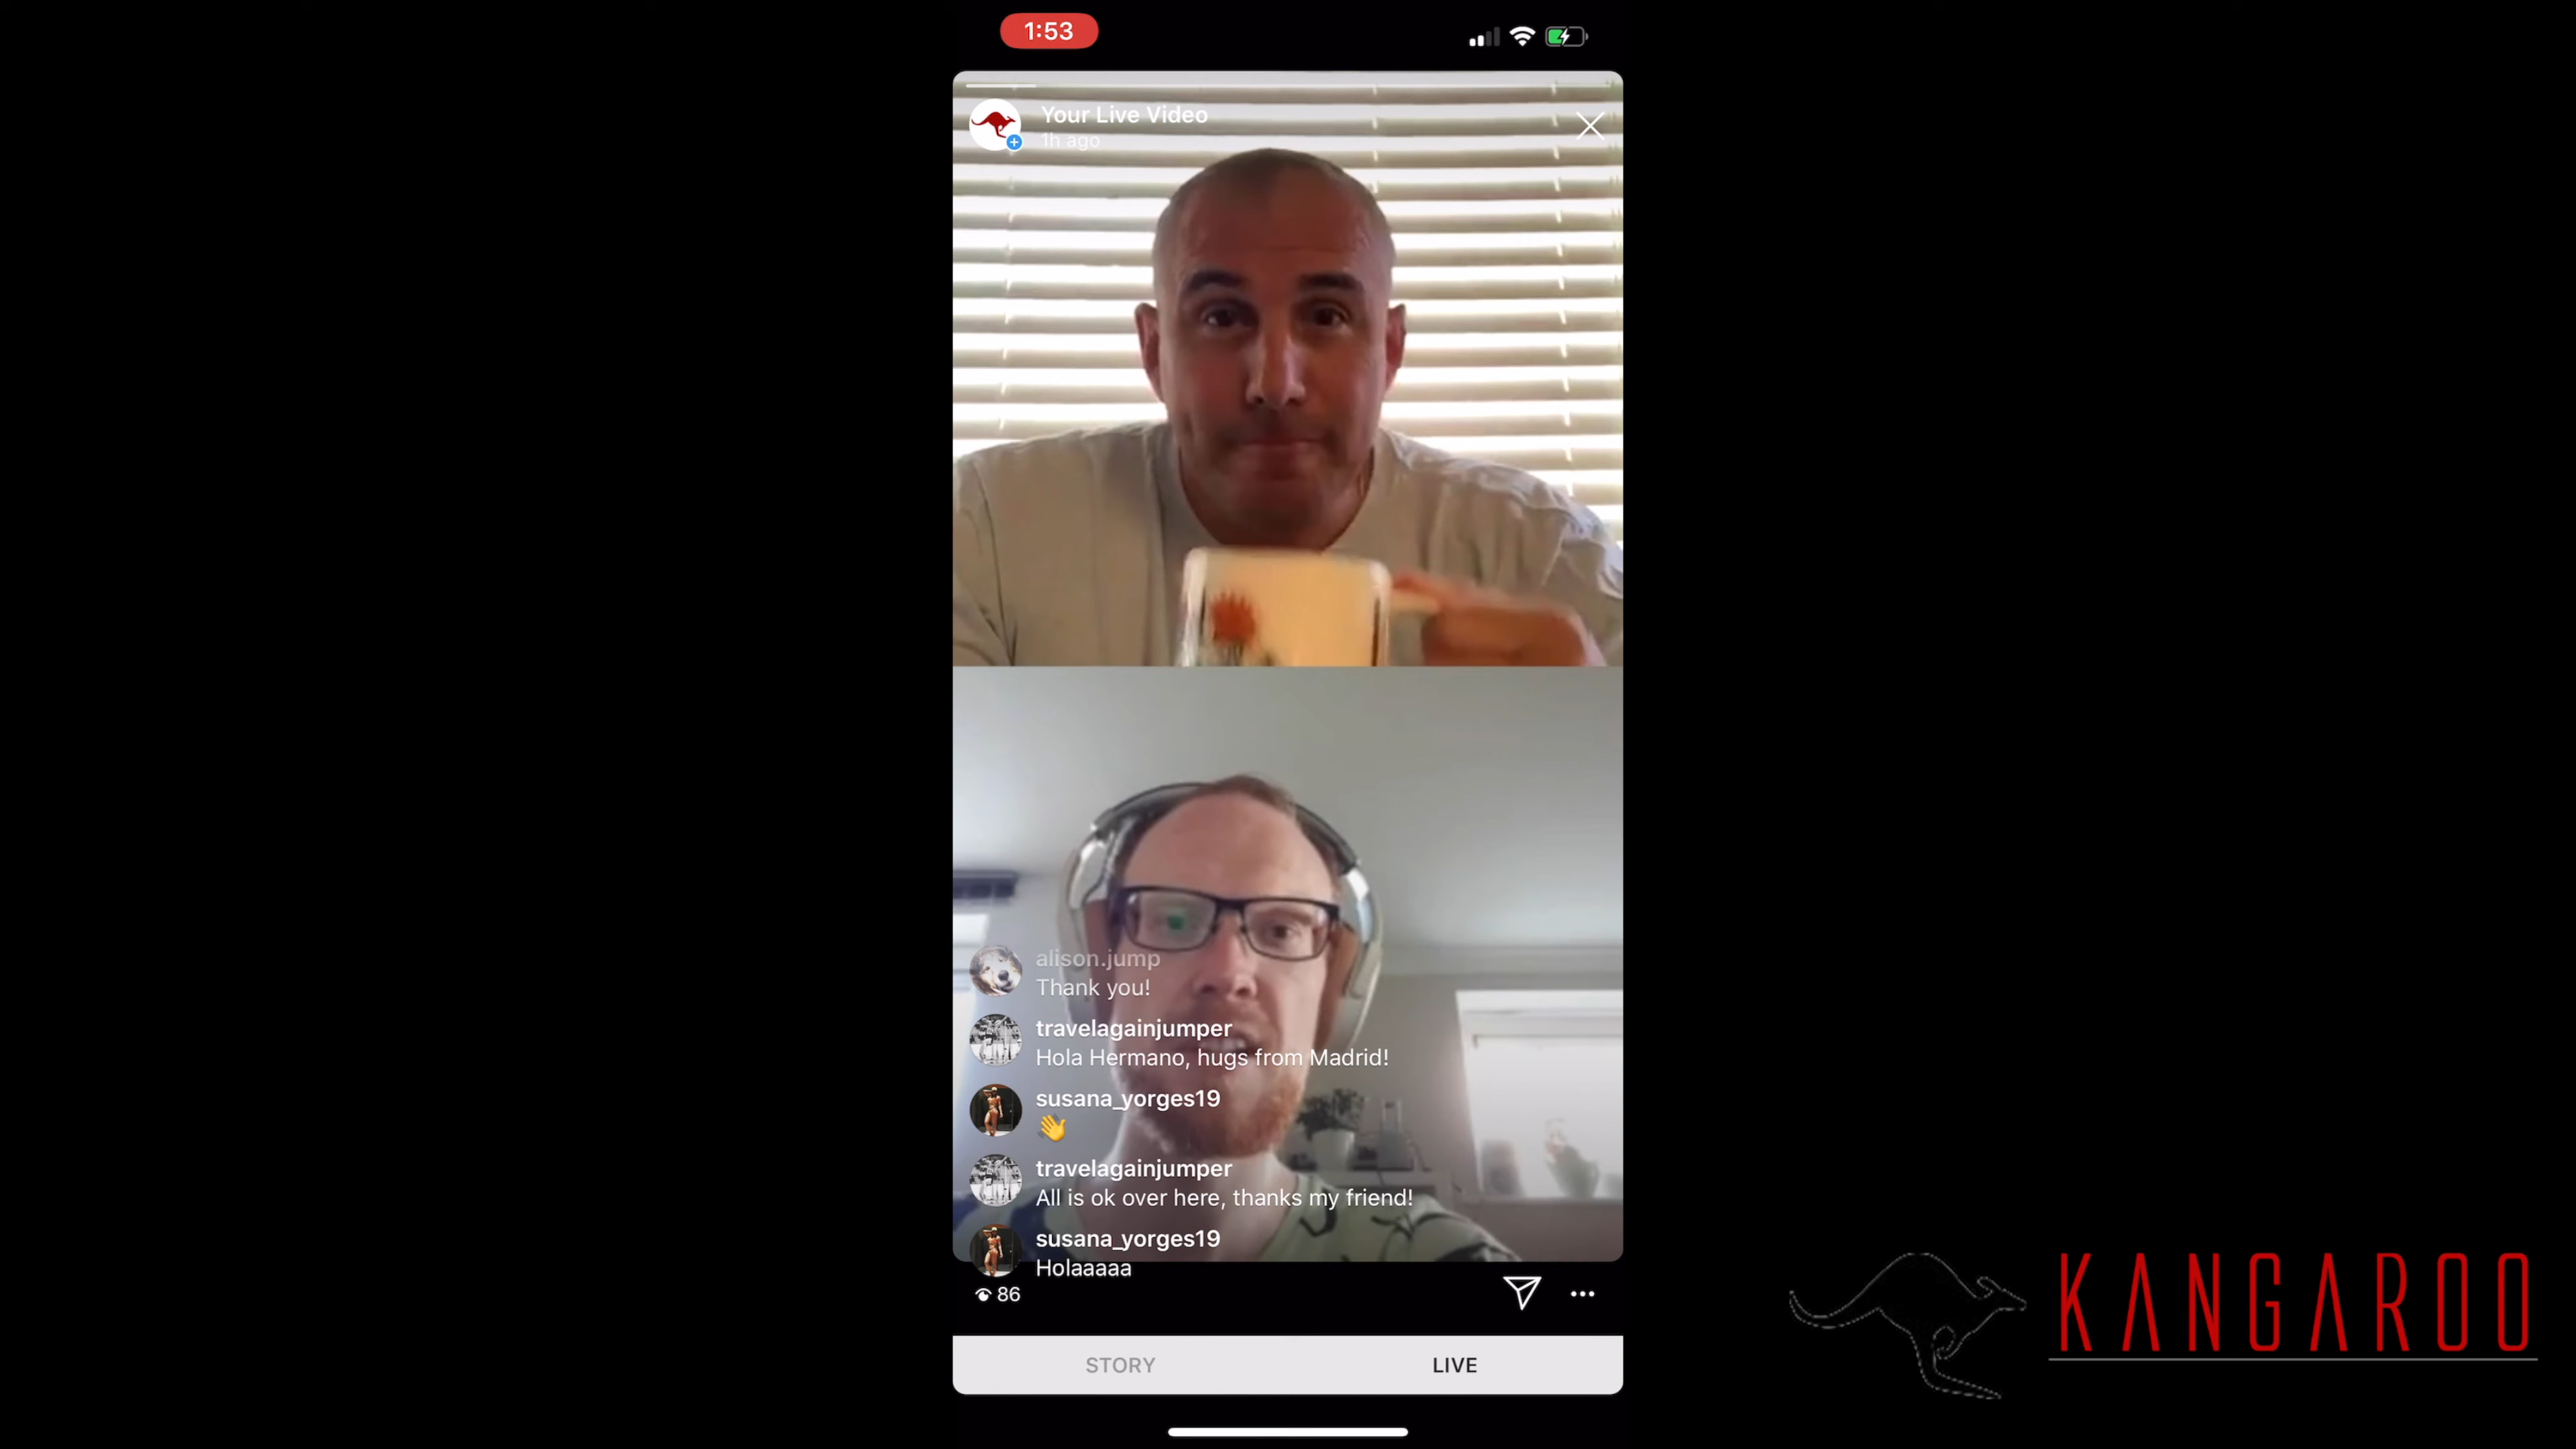 1:53
Your Live Video
1h ago
alison.jump
Thank you!
travelagainjumper
Hola Hermano, hugs from Madrid!
susana_yorges19
👋
travelagainjumper
All is ok over here, thanks my friend!
susana_yorges19
Holaaaaa
86
STORY
LIVE
KANGAROO